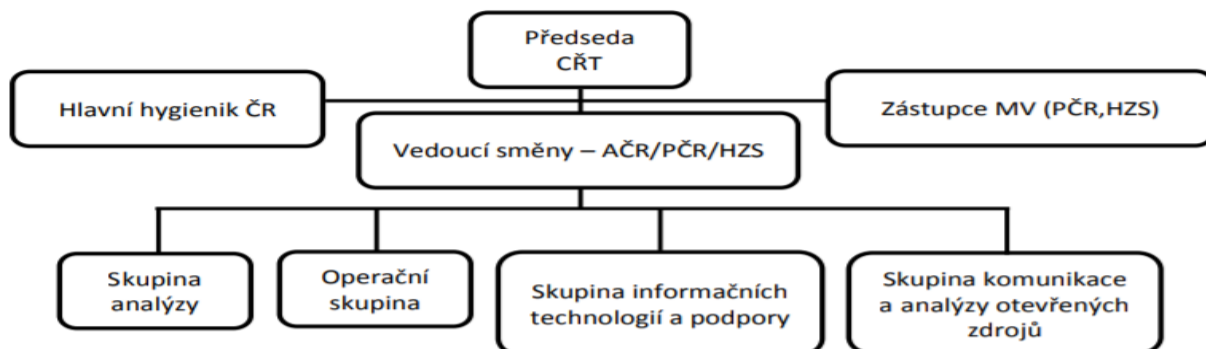 Předseda
CŘT
Hlavní hygienik ČR
Zástupce MV (PČR,HZS)
Vedoucí směny – AČR/PČR/HZS
Skupina
analýzy
Operační
skupina
Skupina informačních
technologií a podpory
Skupina komunikace
a analýzy otevřených
zdrojů